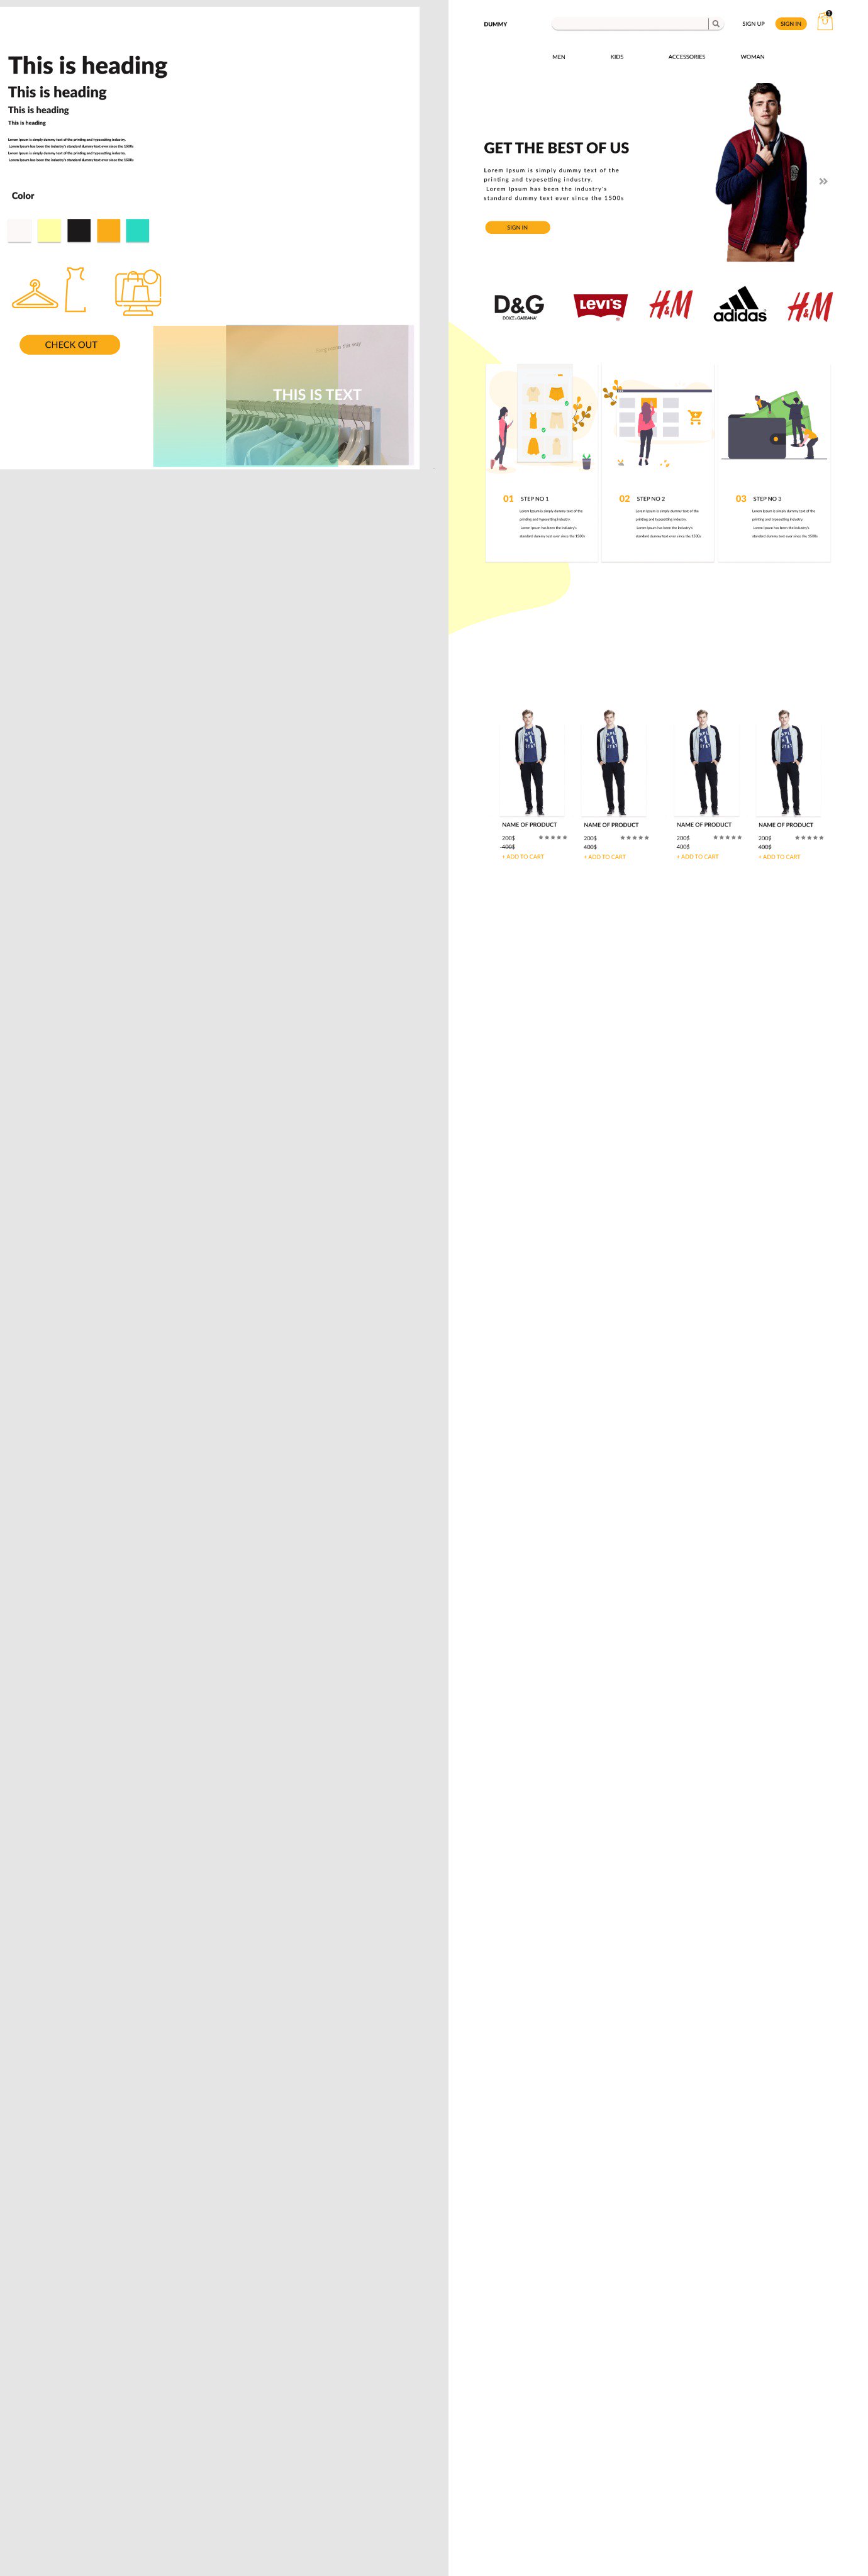 This is heading
This is heading
This is heading
This is heading
Lorem Ipsum is simply dummy text of the printing and typesetting industry.
Lorem Ipsum has been the industry's standard dummy text ever since the 1500s
Lorem Ipsum is simply dummy text of the printing and typesetting industry.
Lorem Ipsum has been the industry's standard dummy text ever since the 1500s
Color
CHECK OUT
the way
THIS IS TEXT
DUMMY
SIGN UP
SIGN IN
1
MEN
KIDS
ACCESSORIES
WOMAN
GET THE BEST OF US
Lorem Ipsum is simply dummy text of the
printing and typesetting industry.
Lorem Ipsum has been the industry's
standard dummy text ever since the 1500s
SIGN IN
D&G
DOLCE & GABBANA
LEVI'S
H&M
adidas
H&M
01 STEP NO 1
Lorem Ipsum is simply dummy text of the
printing and typesetting industry.
Lorem Ipsum has been the industry's
standard dummy text ever since the 1500s
02 STEP NO 2
Lorem Ipsum is simply dummy text of the
printing and typesetting industry.
Lorem Ipsum has been the industry's
standard dummy text ever since the 1500s
03 STEP NO 3
Lorem Ipsum is simply dummy text of the
printing and typesetting industry.
Lorem Ipsum has been the industry's
standard dummy text ever since the 1500s
NAME OF PRODUCT
200$
400$
+ ADD TO CART
NAME OF PRODUCT
200$
400$
+ ADD TO CART
NAME OF PRODUCT
200$
400$
+ ADD TO CART
NAME OF PRODUCT
200$
400$
+ ADD TO CART